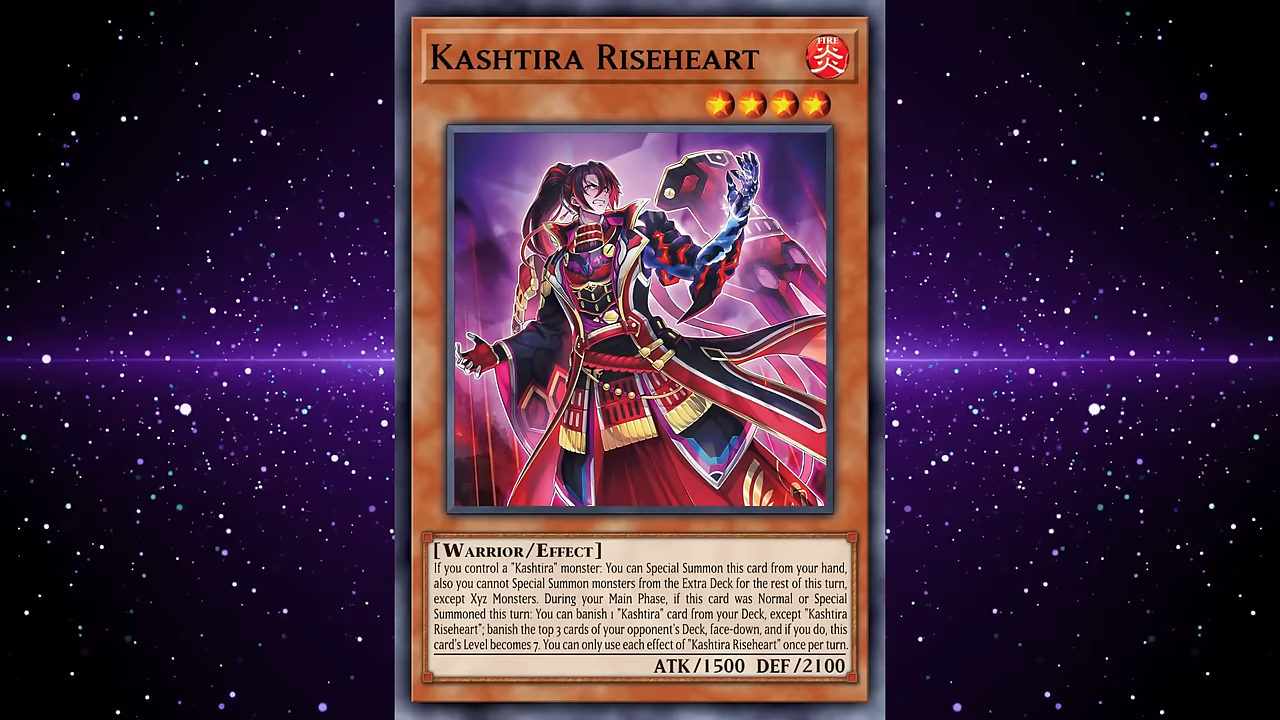 KASHTIRA RISEHEART
FIRE
炎
[WARRIOR/EFFECT]
If you control a "Kashtira" monster: You can Special Summon this card from your hand,
also you cannot Special Summon monsters from the Extra Deck for the rest of this turn,
except Xyz Monsters. During your Main Phase, if this card was Normal or Special
Summoned this turn: You can banish 1 "Kashtira" card from your Deck, except "Kashtira
Riseheart"; banish the top 3 cards of your opponent's Deck, face-down, and if you do, this
card's Level becomes 7. You can only use each effect of "Kashtira Riseheart" once per turn.
ATK/1500 DEF/2100